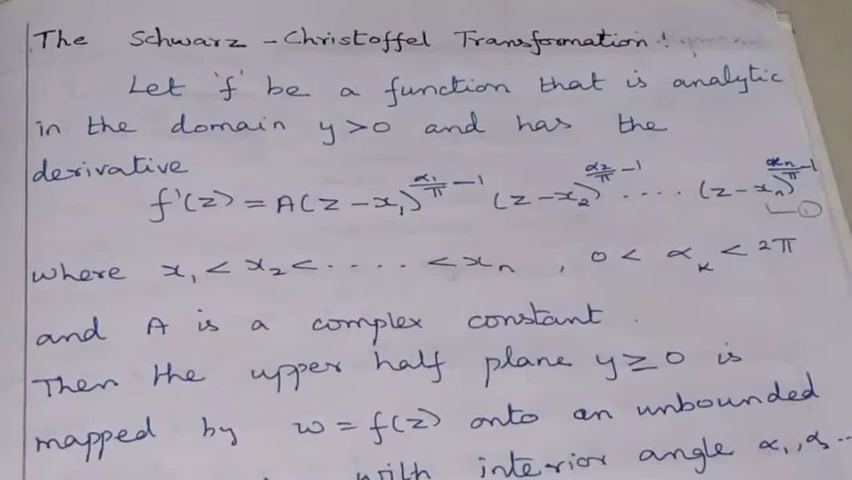 The Schwarz - Christoffel Transformation:
Let 'f' be a function that is analytic
in the domain y>0 and has the
derivative
f'(z) = A(z-x₁)^(α₁/π -1) (z-x₂)^(α₂/π -1) .... (z-xₙ)^(αₙ/π -1)
①
where x₁ < x₂ < ..... < xₙ , 0 < αₖ < 2π
and A is a complex constant.
Then the upper half plane y≥0 is
mapped by w = f(z) onto an unbounded
with interior angle α₁, α₂ ...